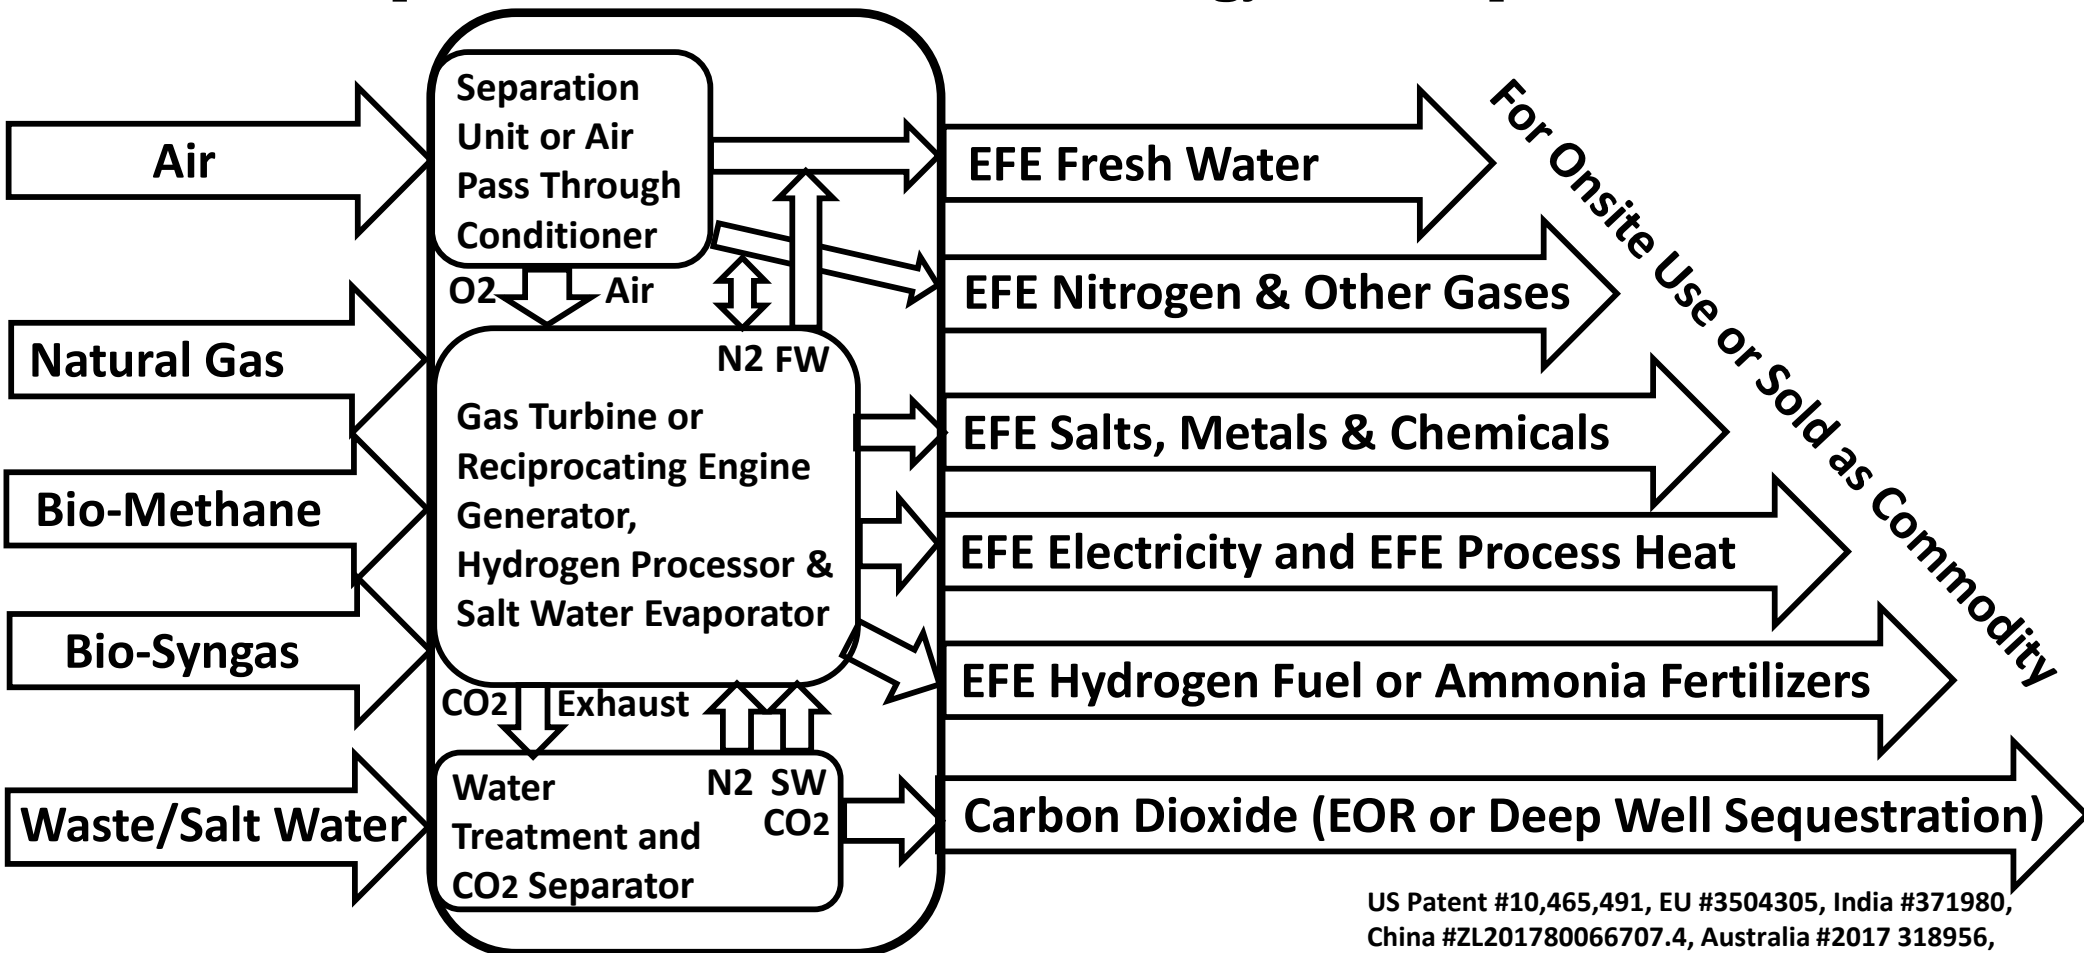 Air
Natural Gas
Bio-Methane
Bio-Syngas
Waste/Salt Water
Separation
Unit or Air
Pass Through
Conditioner
O2
Air
N2 FW
Gas Turbine or
Reciprocating Engine
Generator,
Hydrogen Processor &
Salt Water Evaporator
CO2
Exhaust
Water
Treatment and
CO2 Separator
N2 SW
CO2
EFE Fresh Water
EFE Nitrogen & Other Gases
EFE Salts, Metals & Chemicals
EFE Electricity and EFE Process Heat
EFE Hydrogen Fuel or Ammonia Fertilizers
Carbon Dioxide (EOR or Deep Well Sequestration)
For Onsite Use or Sold as Commodity
US Patent #10,465,491, EU #3504305, India #371980,
China #ZL201780066707.4, Australia #2017 318956,